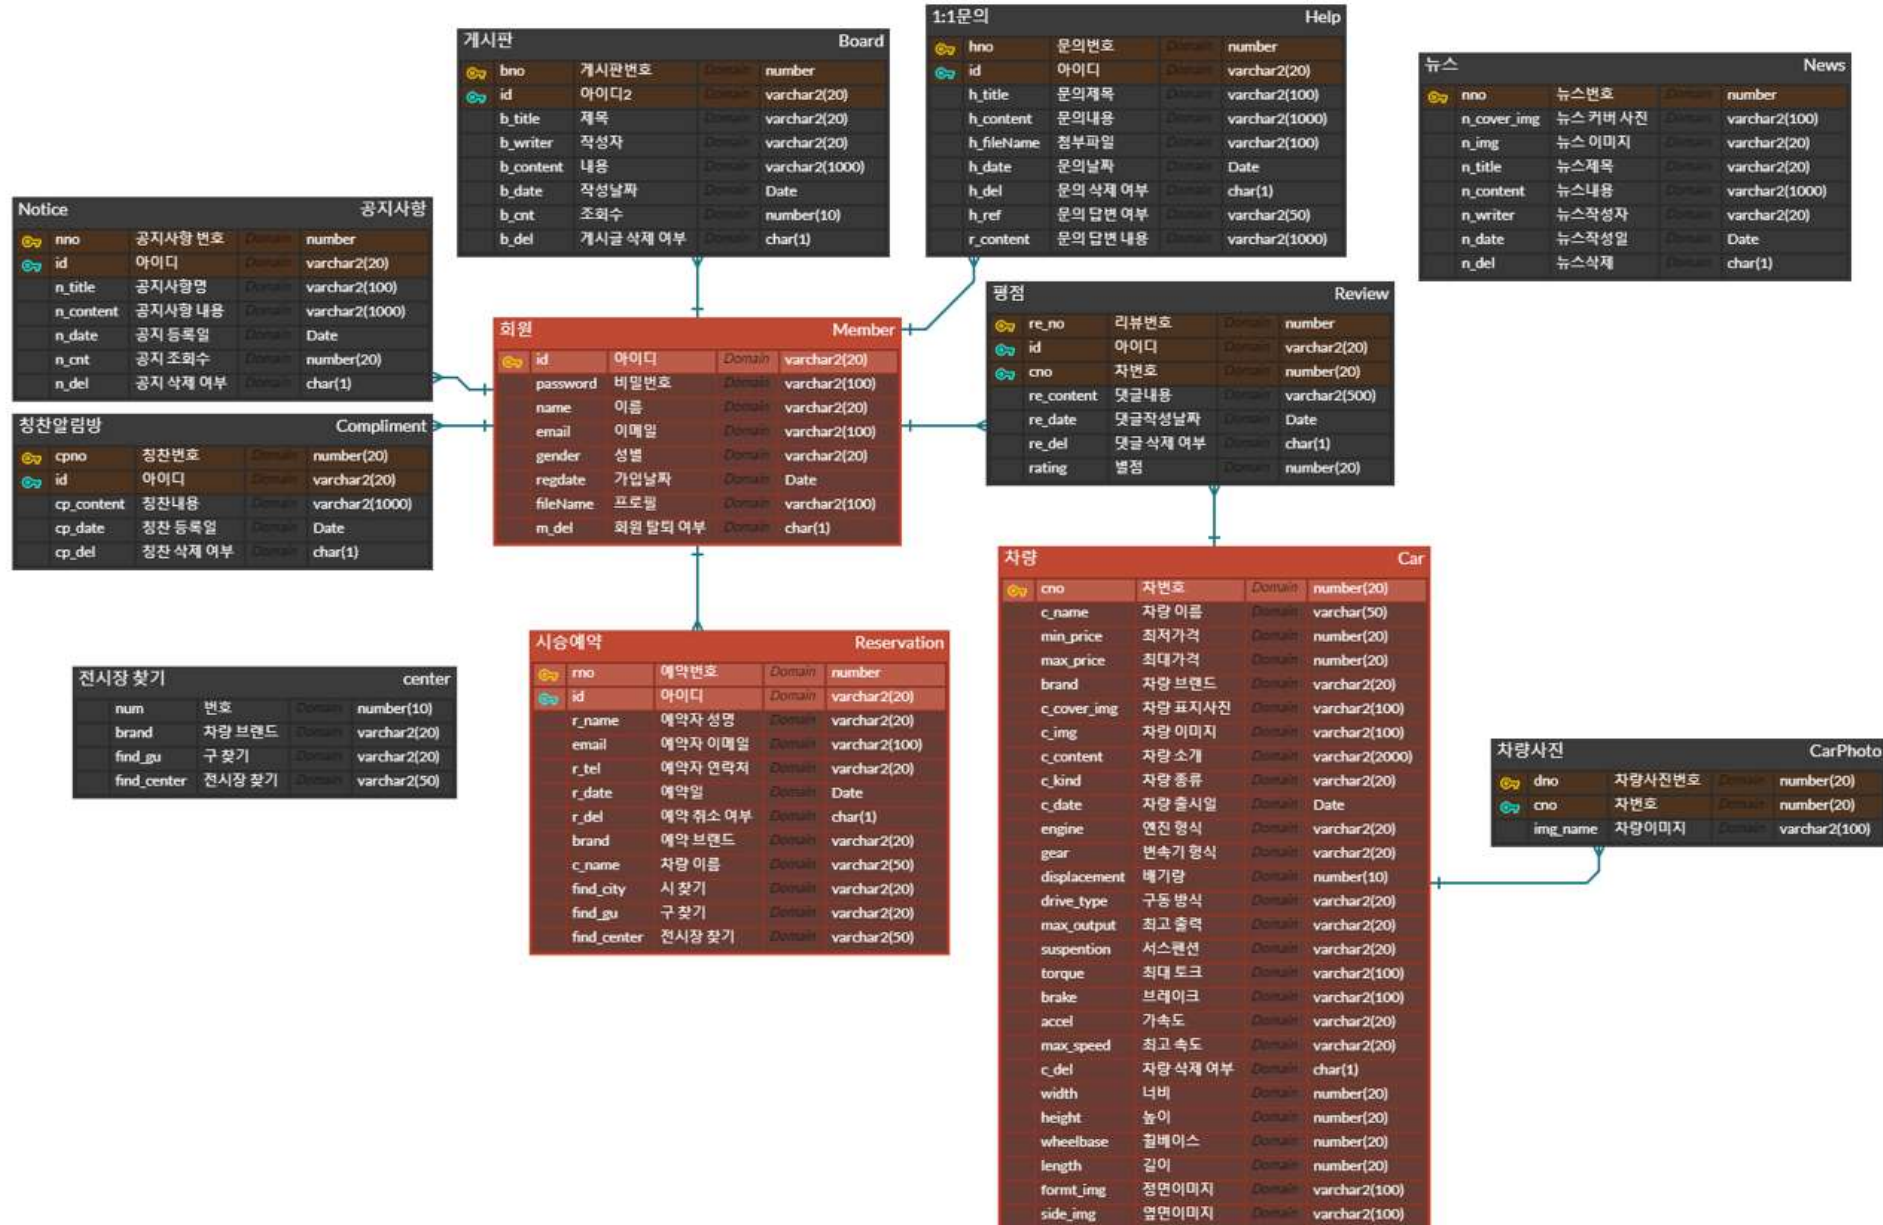 게시판 Board
bno 게시판번호 Domain number
id 아이디2 Domain varchar2(20)
b_title 제목 Domain varchar2(20)
b_writer 작성자 Domain varchar2(20)
b_content 내용 Domain varchar2(1000)
b_date 작성날짜 Domain Date
b_cnt 조회수 Domain number(10)
b_del 게시글 삭제 여부 Domain char(1)
1:1문의 Help
hno 문의번호 Domain number
id 아이디 Domain varchar2(20)
h_title 문의제목 Domain varchar2(100)
h_content 문의내용 Domain varchar2(1000)
h_fileName 첨부파일 Domain varchar2(100)
h_date 문의날짜 Domain Date
h_del 문의 삭제 여부 Domain char(1)
h_ref 문의 답변 여부 Domain varchar2(50)
r_content 문의 답변 내용 Domain varchar2(1000)
뉴스 News
nno 뉴스번호 Domain number
n_cover_img 뉴스 커버 사진 Domain varchar2(100)
n_img 뉴스 이미지 Domain varchar2(20)
n_title 뉴스제목 Domain varchar2(20)
n_content 뉴스내용 Domain varchar2(1000)
n_writer 뉴스작성자 Domain varchar2(20)
n_date 뉴스작성일 Domain Date
n_del 뉴스삭제 Domain char(1)
Notice 공지사항
nno 공지사항 번호 Domain number
id 아이디 Domain varchar2(20)
n_title 공지사항명 Domain varchar2(100)
n_content 공지사항 내용 Domain varchar2(1000)
n_date 공지 등록일 Domain Date
n_cnt 공지 조회수 Domain number(20)
n_del 공지 삭제 여부 Domain char(1)
회원 Member
id 아이디 Domain varchar2(20)
password 비밀번호 Domain varchar2(100)
name 이름 Domain varchar2(20)
email 이메일 Domain varchar2(100)
gender 성별 Domain varchar2(20)
regdate 가입날짜 Domain Date
fileName 프로필 Domain varchar2(100)
m_del 회원 탈퇴 여부 Domain char(1)
평점 Review
re_no 리뷰번호 Domain number
id 아이디 Domain varchar2(20)
cno 차번호 Domain number(20)
re_content 댓글내용 Domain varchar2(500)
re_date 댓글작성날짜 Domain Date
re_del 댓글 삭제 여부 Domain char(1)
rating 별점 Domain number(20)
칭찬알림방 Compliment
cpno 칭찬번호 Domain number(20)
id 아이디 Domain varchar2(20)
cp_content 칭찬내용 Domain varchar2(1000)
cp_date 칭찬 등록일 Domain Date
cp_del 칭찬 삭제 여부 Domain char(1)
시승예약 Reservation
rno 예약번호 Domain number
id 아이디 Domain varchar2(20)
r_name 예약자 성명 Domain varchar2(20)
email 예약자 이메일 Domain varchar2(100)
r_tel 예약자 연락처 Domain varchar2(20)
r_date 예약일 Domain Date
r_del 예약 취소 여부 Domain char(1)
brand 예약 브랜드 Domain varchar2(20)
c_name 차량 이름 Domain varchar2(50)
find_city 시 찾기 Domain varchar2(20)
find_gu 구 찾기 Domain varchar2(20)
find_center 전시장 찾기 Domain varchar2(50)
전시장 찾기 center
num 번호 Domain number(10)
brand 차량 브랜드 Domain varchar2(20)
find_gu 구 찾기 Domain varchar2(20)
find_center 전시장 찾기 Domain varchar2(50)
차량 Car
cno 차번호 Domain number(20)
c_name 차량 이름 Domain varchar(50)
min_price 최저가격 Domain number(20)
max_price 최대가격 Domain number(20)
brand 차량 브랜드 Domain varchar2(20)
c_cover_img 차량 표지사진 Domain varchar2(100)
c_img 차량 이미지 Domain varchar2(100)
c_content 차량 소개 Domain varchar2(2000)
c_kind 차량 종류 Domain varchar2(20)
c_date 차량 출시일 Domain Date
engine 엔진 형식 Domain varchar2(20)
gear 변속기 형식 Domain varchar2(20)
displacement 배기량 Domain number(10)
drive_type 구동 방식 Domain varchar2(20)
max_output 최고 출력 Domain varchar2(20)
suspention 서스펜션 Domain varchar2(20)
torque 최대 토크 Domain varchar2(100)
brake 브레이크 Domain varchar2(100)
accel 가속도 Domain varchar2(20)
max_speed 최고 속도 Domain varchar2(20)
c_del 차량 삭제 여부 Domain char(1)
width 너비 Domain number(20)
height 높이 Domain number(20)
wheelbase 휠베이스 Domain number(20)
length 길이 Domain number(20)
formt_img 정면이미지 Domain varchar2(100)
side_img 옆면이미지 Domain varchar2(100)
차량사진 CarPhoto
dno 차량사진번호 Domain number(20)
cno 차번호 Domain number(20)
img_name 차량이미지 Domain varchar2(100)